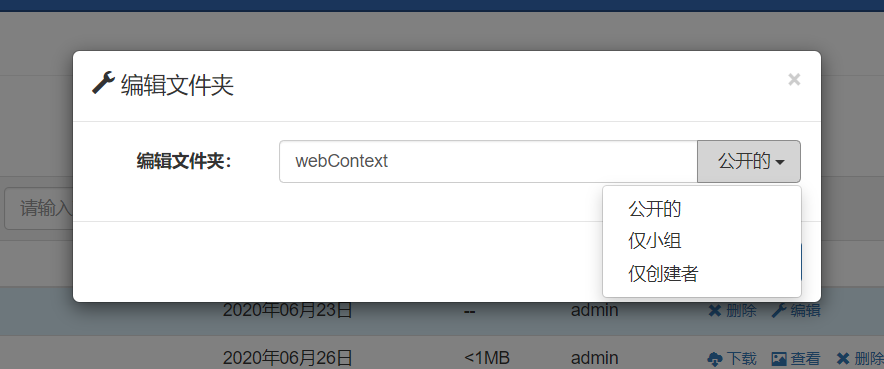 编辑文件夹 ×
编辑文件夹： webContext 公开的
公开的
仅小组
仅创建者
请输入
2020年06月23日 -- admin 删除 编辑
2020年06月26日 <1MB admin 下载 查看 删除